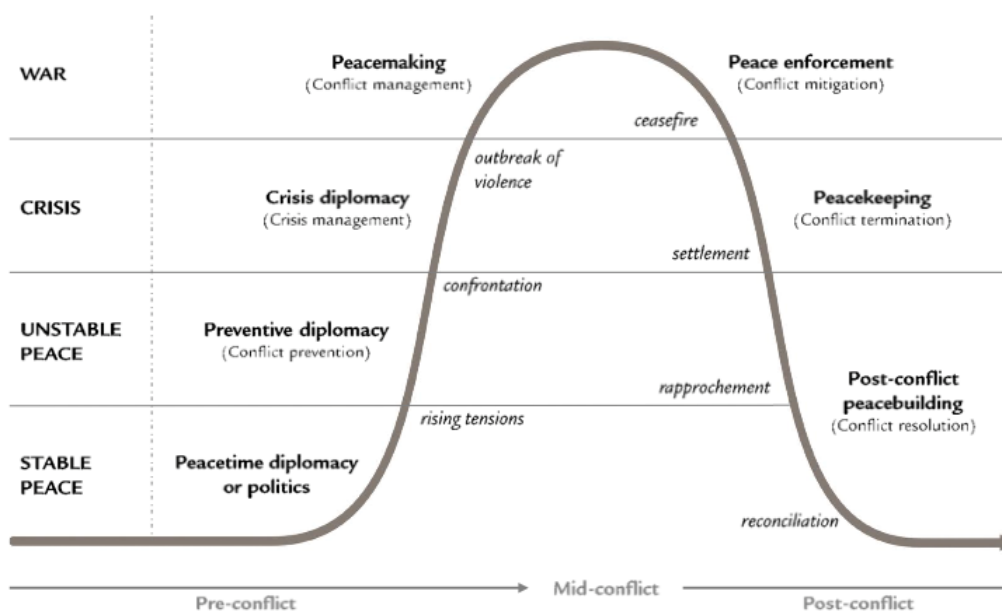 WAR
Peacemaking
(Conflict management)
Peace enforcement
(Conflict mitigation)
ceasefire
outbreak of
violence
CRISIS
Crisis diplomacy
(Crisis management)
Peacekeeping
(Conflict termination)
settlement
confrontation
UNSTABLE
PEACE
Preventive diplomacy
(Conflict prevention)
rapprochement
Post-conflict
peacebuilding
(Conflict resolution)
rising tensions
STABLE
PEACE
Peacetime diplomacy
or politics
reconciliation
Pre-conflict
Mid-conflict
Post-conflict